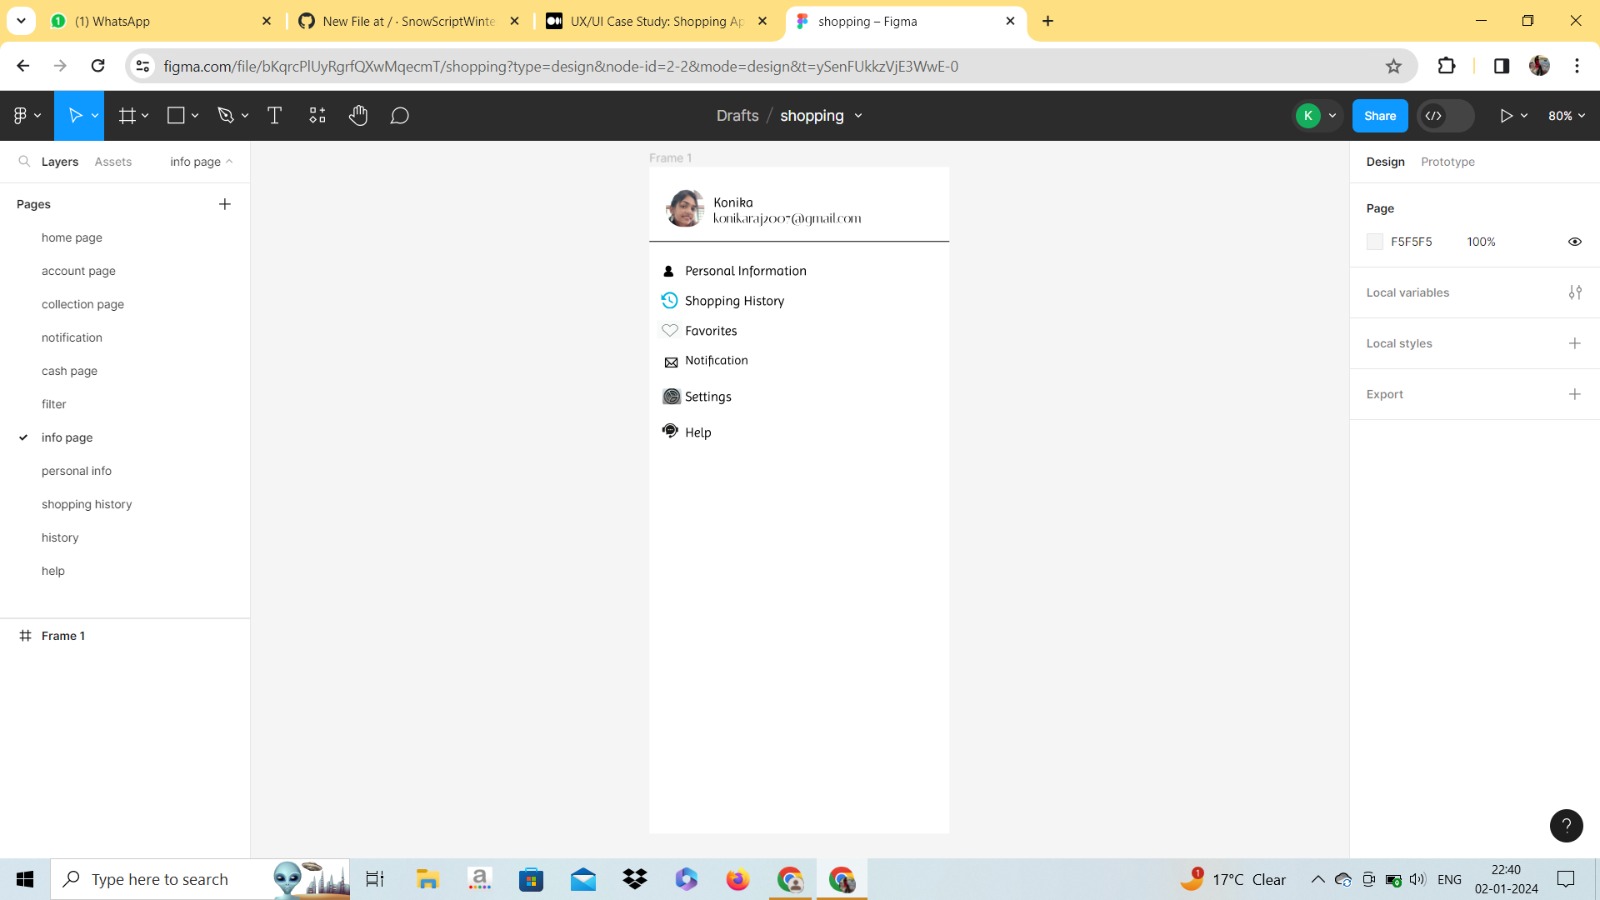 (1) WhatsApp
New File at / · SnowScriptWinte
UX/UI Case Study: Shopping Ap
shopping – Figma
figma.com/file/bKqrcPlUyRgrfQXwMqecmT/shopping?type=design&node-id=2-2&mode=design&t=ySenFUkkzVjE3WwE-0
Drafts / shopping
K
Share
80%
Layers Assets info page
Pages
home page
account page
collection page
notification
cash page
filter
info page
personal info
shopping history
history
help
Frame 1
Frame 1
Konika
konikaraj2007@gmail.com
Personal Information
Shopping History
Favorites
Notification
Settings
Help
Design Prototype
Page
F5F5F5 100%
Local variables
Local styles
Export
?
Type here to search
1
17°C Clear
ENG
22:40
02-01-2024